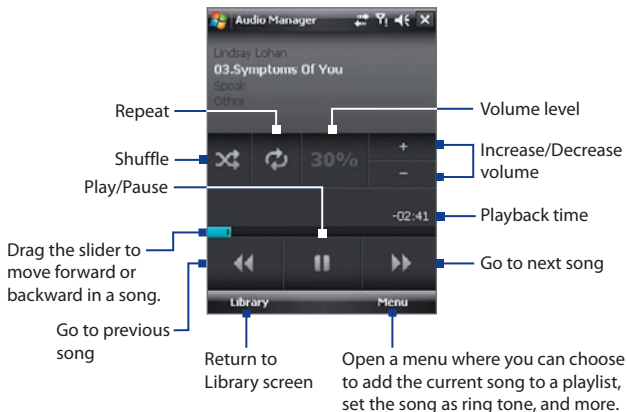 Audio Manager
Lindsay Lohan
03.Symptoms Of You
Speak
Other
Repeat
Volume level
Shuffle
30%
+
−
Increase/Decrease
volume
Play/Pause
-02:41
Playback time
Drag the slider to
move forward or
backward in a song.
Go to next song
Go to previous
song
Library
Menu
Return to
Library screen
Open a menu where you can choose
to add the current song to a playlist,
set the song as ring tone, and more.